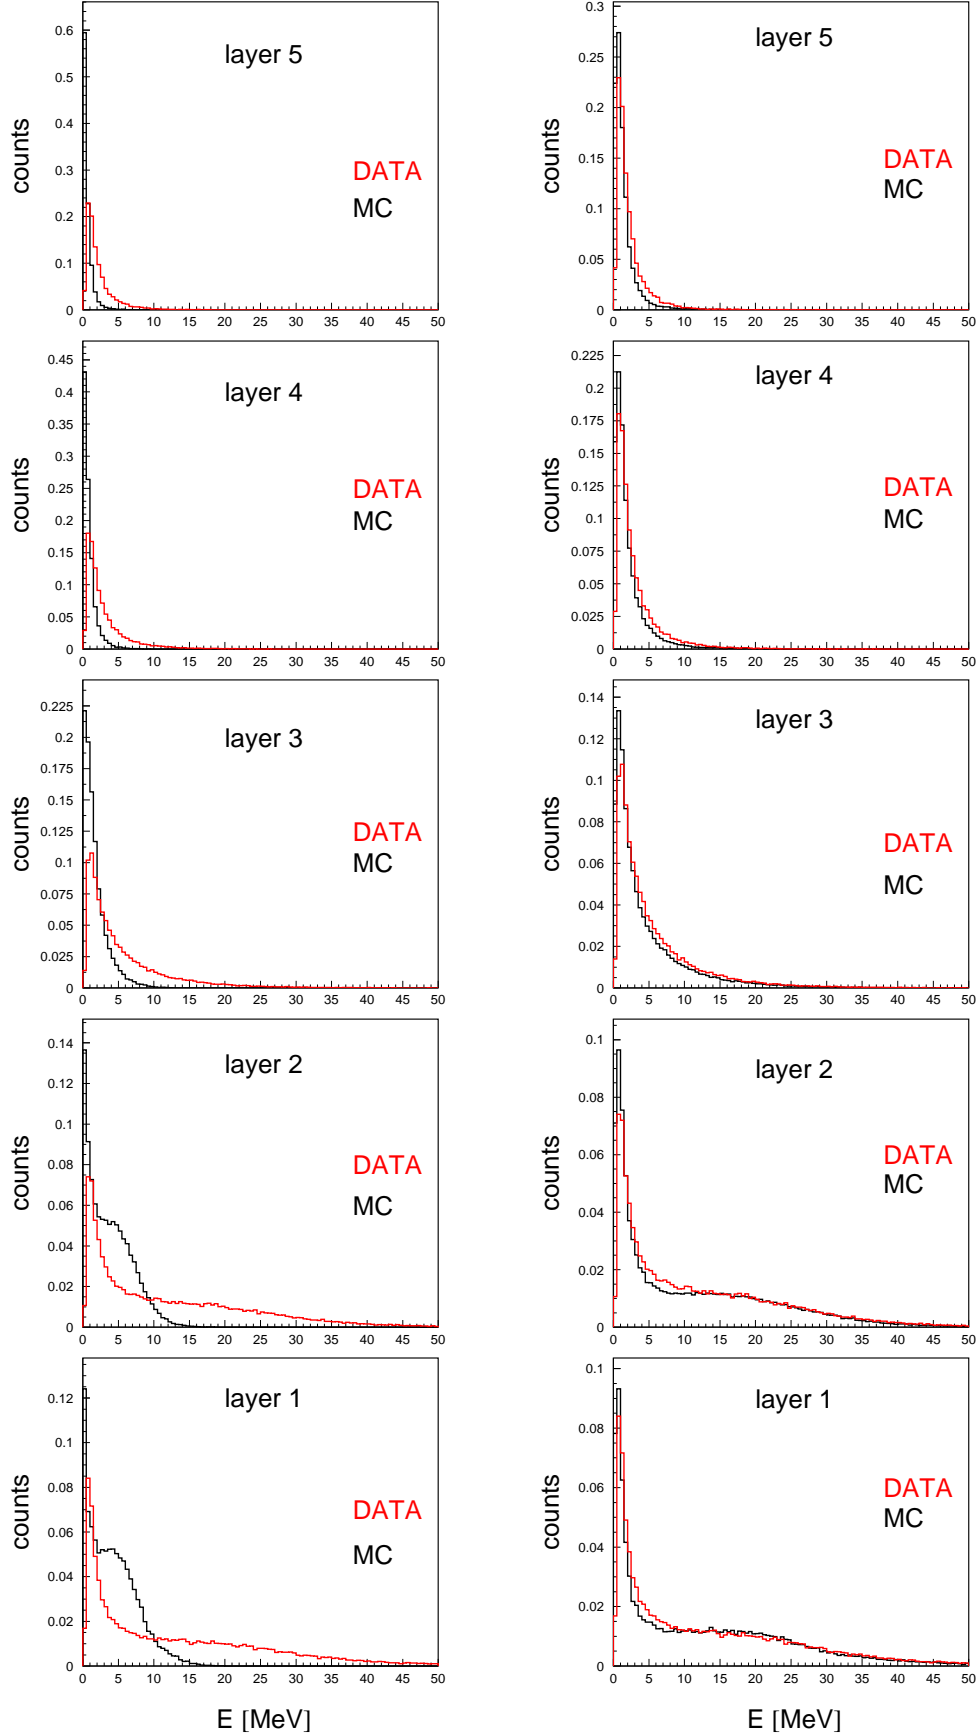 layer 5
counts
DATA
MC
0.6
0.5
0.4
0.3
0.2
0.1
0
0 5 10 15 20 25 30 35 40 45 50
layer 5
counts
DATA
MC
0.3
0.25
0.2
0.15
0.1
0.05
0
0 5 10 15 20 25 30 35 40 45 50
layer 4
counts
DATA
MC
0.45
0.4
0.35
0.3
0.25
0.2
0.15
0.1
0.05
0
0 5 10 15 20 25 30 35 40 45 50
layer 4
counts
DATA
MC
0.225
0.2
0.175
0.15
0.125
0.1
0.075
0.05
0.025
0
0 5 10 15 20 25 30 35 40 45 50
layer 3
counts
DATA
MC
0.225
0.2
0.175
0.15
0.125
0.1
0.075
0.05
0.025
0
0 5 10 15 20 25 30 35 40 45 50
layer 3
counts
DATA
MC
0.14
0.12
0.1
0.08
0.06
0.04
0.02
0
0 5 10 15 20 25 30 35 40 45 50
layer 2
counts
DATA
MC
0.14
0.12
0.1
0.08
0.06
0.04
0.02
0
0 5 10 15 20 25 30 35 40 45 50
layer 2
counts
DATA
MC
0.1
0.08
0.06
0.04
0.02
0
0 5 10 15 20 25 30 35 40 45 50
layer 1
counts
DATA
MC
0.12
0.1
0.08
0.06
0.04
0.02
0
0 5 10 15 20 25 30 35 40 45 50
E [MeV]
layer 1
counts
DATA
MC
0.1
0.08
0.06
0.04
0.02
0
0 5 10 15 20 25 30 35 40 45 50
E [MeV]